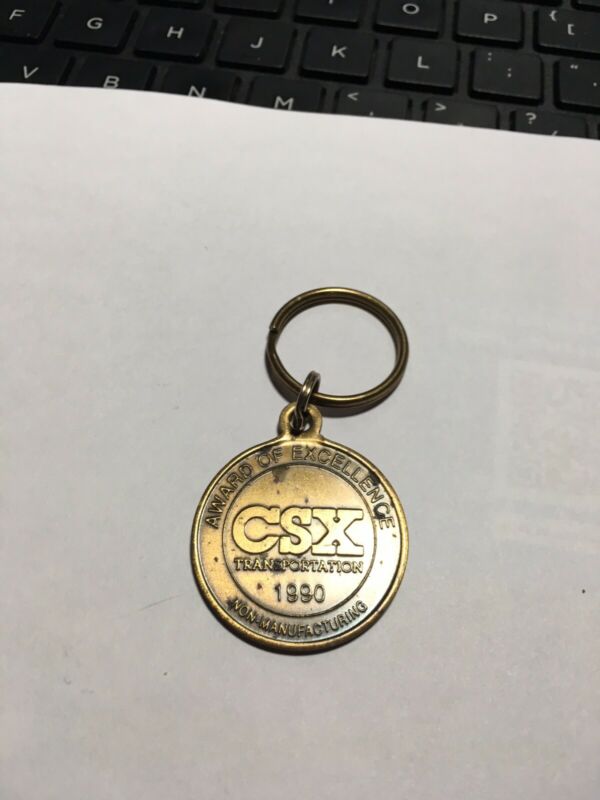 O P {
F G H J K L : ; "
V B N M < , > . ? /
AWARD OF EXCELLENCE
CSX
TRANSPORTATION
1990
NON-MANUFACTURING